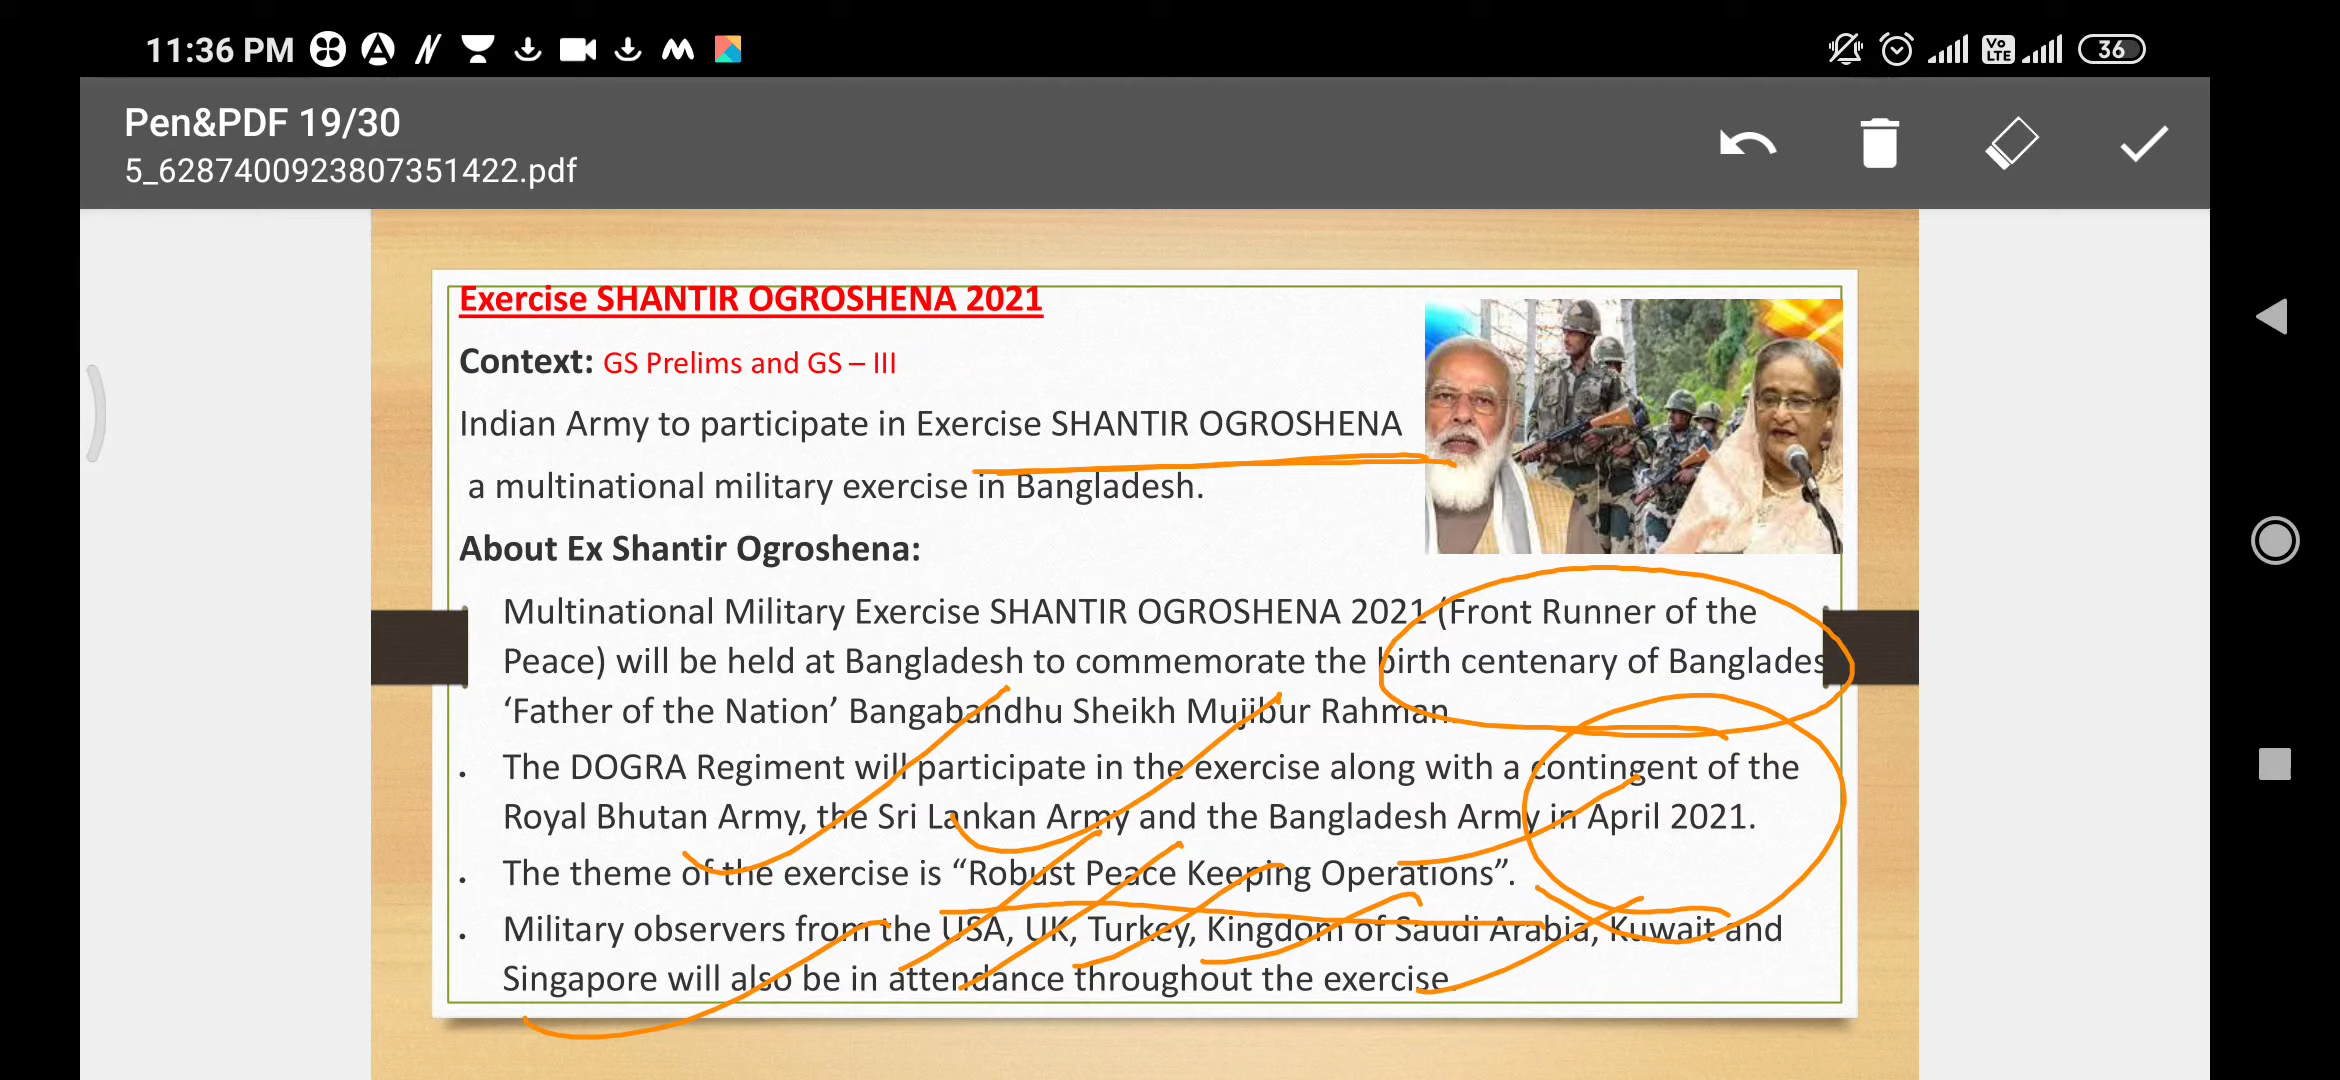 11:36 PM
Vo LTE
36
Pen&PDF 19/30
5_6287400923807351422.pdf
Exercise SHANTIR OGROSHENA 2021
Context: GS Prelims and GS – III
Indian Army to participate in Exercise SHANTIR OGROSHENA
a multinational military exercise in Bangladesh.
About Ex Shantir Ogroshena:
Multinational Military Exercise SHANTIR OGROSHENA 2021 (Front Runner of the
Peace) will be held at Bangladesh to commemorate the birth centenary of Banglades
‘Father of the Nation’ Bangabandhu Sheikh Mujibur Rahman.
• The DOGRA Regiment will participate in the exercise along with a contingent of the
Royal Bhutan Army, the Sri Lankan Army and the Bangladesh Army in April 2021.
• The theme of the exercise is “Robust Peace Keeping Operations”.
• Military observers from the USA, UK, Turkey, Kingdom of Saudi Arabia, Kuwait and
Singapore will also be in attendance throughout the exercise.